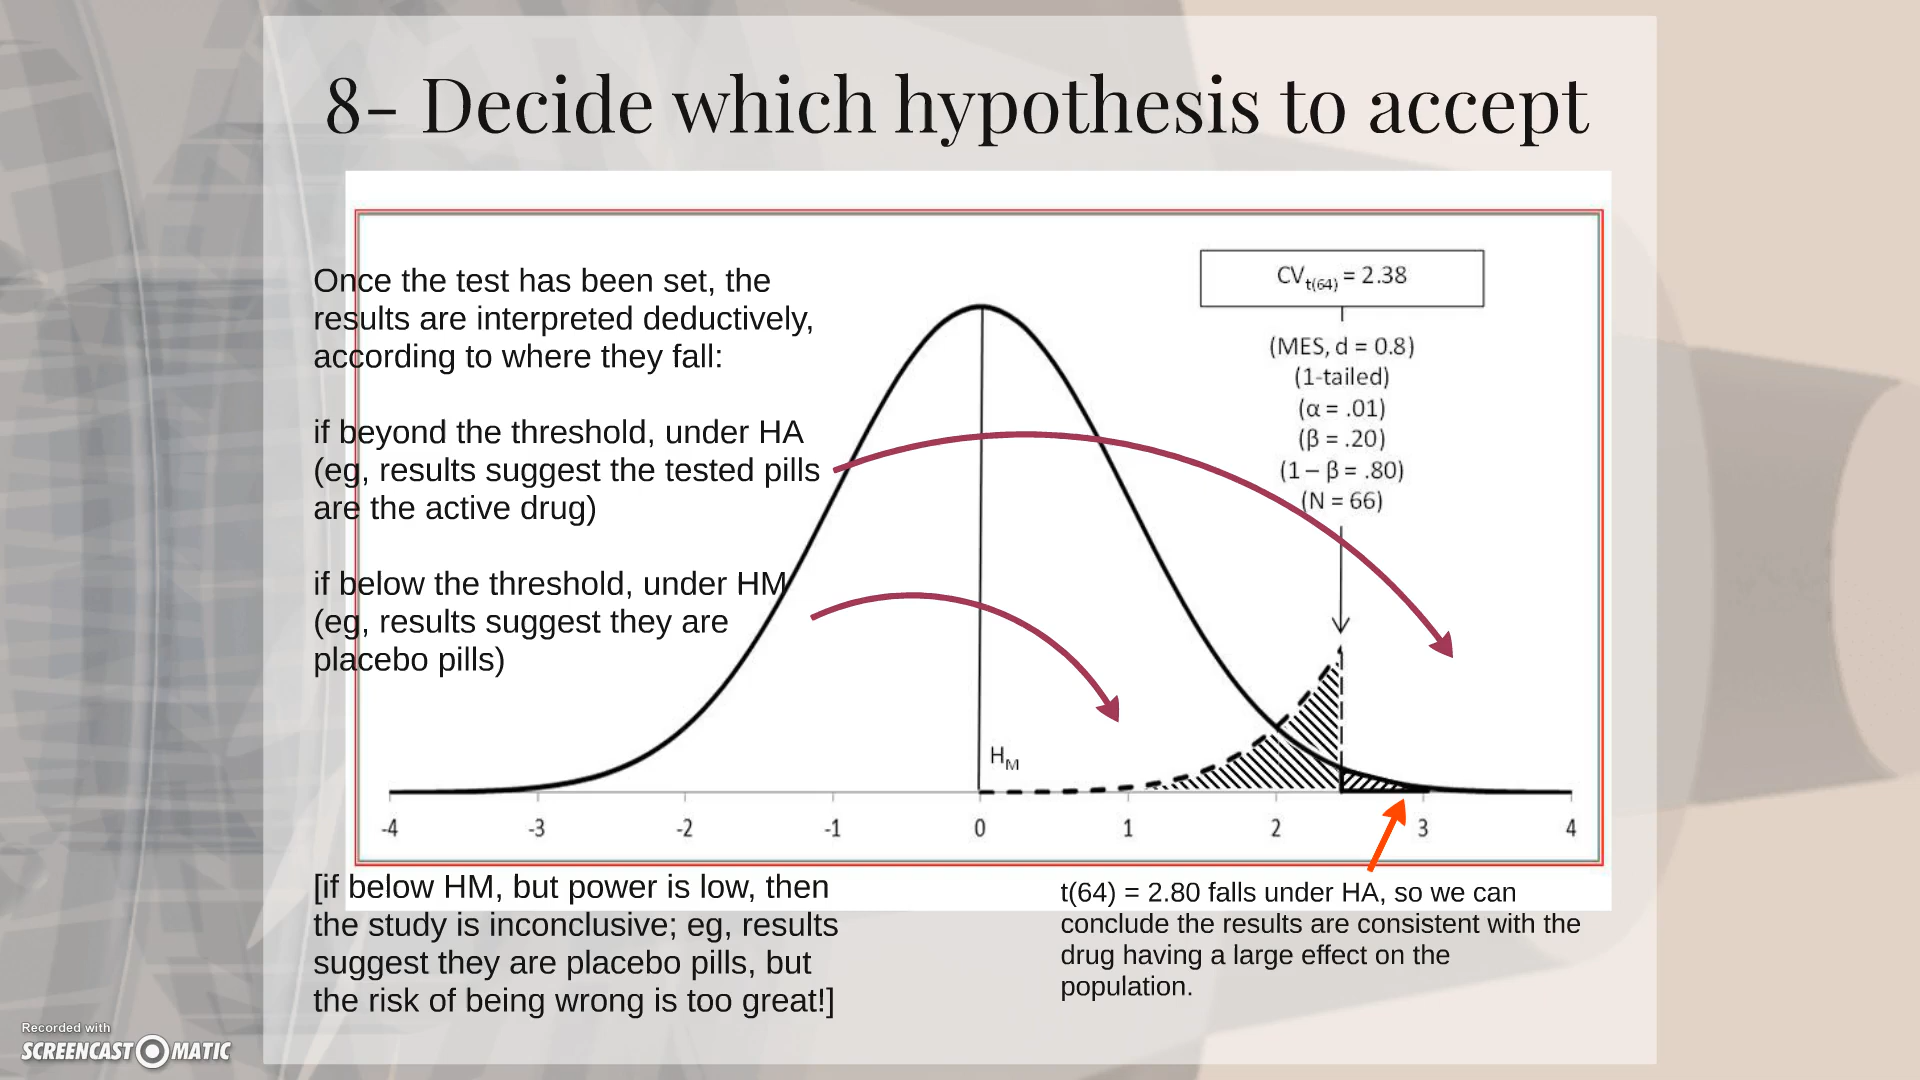 8- Decide which hypothesis to accept
Once the test has been set, the
results are interpreted deductively,
according to where they fall:
if beyond the threshold, under HA
(eg, results suggest the tested pills
are the active drug)
if below the threshold, under HM
(eg, results suggest they are
placebo pills)
CVt(64) = 2.38
(MES, d = 0.8)
(1-tailed)
(α = .01)
(β = .20)
(1 – β = .80)
(N = 66)
HM
-4 -3 -2 -1 0 1 2 3 4
[if below HM, but power is low, then
the study is inconclusive; eg, results
suggest they are placebo pills, but
the risk of being wrong is too great!]
t(64) = 2.80 falls under HA, so we can
conclude the results are consistent with the
drug having a large effect on the
population.
Recorded with
SCREENCAST MATIC